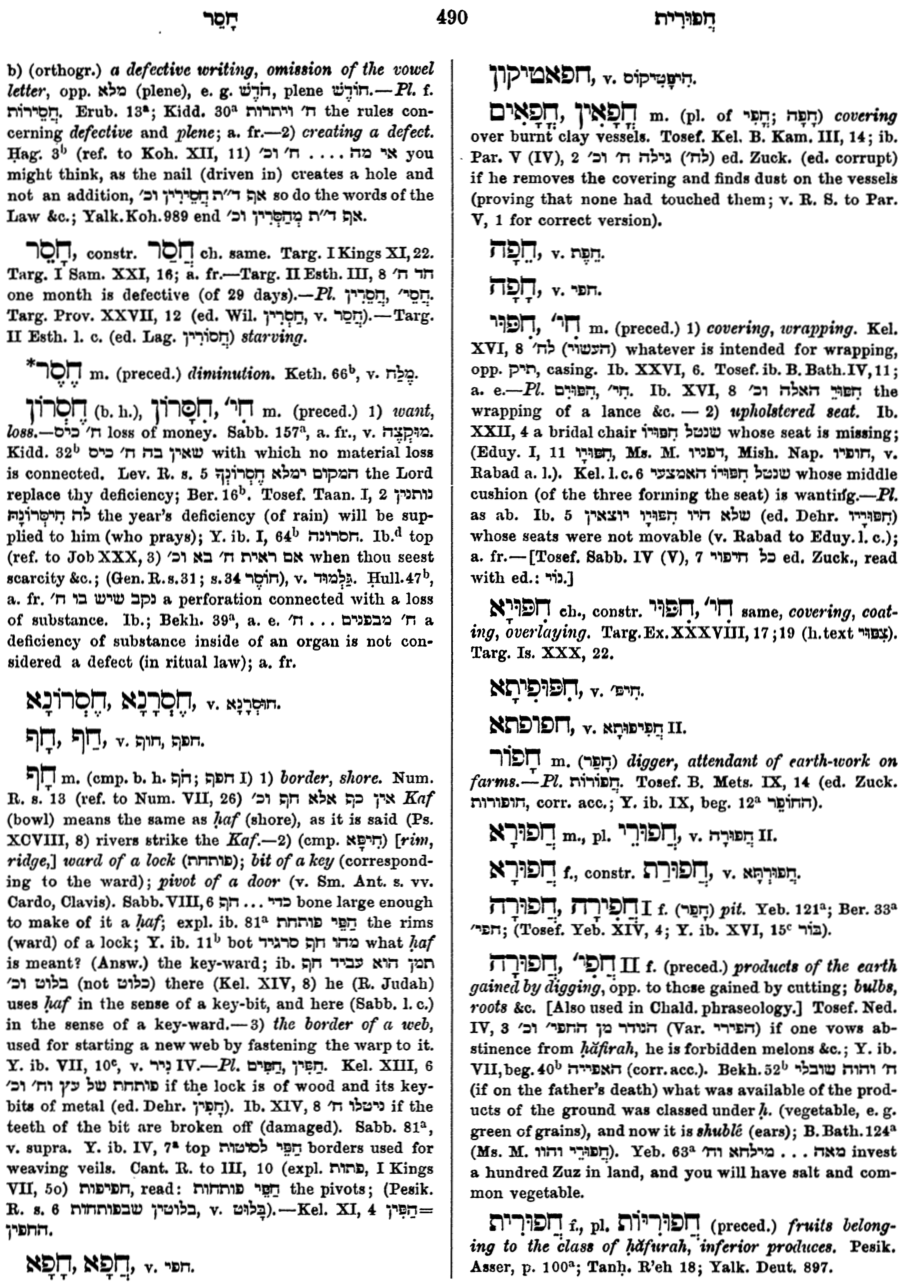 חָסֵר
490
חֲפוּרִית
b) (orthogr.) a defective writing, omission of the vowel
letter, opp. מלא (plene), e. g. חֹדֶשׁ, plene חוֹדֶשׁ.—Pl. f.
חֲסֵירוֹת. Erub. 13ᵃ; Kidd. 30ᵃ ח׳ ויתרות the rules con-
cerning defective and plene; a. fr.—2) creating a defect.
Ḥag. 3ᵇ (ref. to Koh. XII, 11) אי מה .... ח׳ וכ׳ you
might think, as the nail (driven in) creates a hole and
not an addition, אף ד״ת חֲסֵירִין וכ׳ so do the words of the
Law &c.; Yalk. Koh. 989 end אף ד״ת מְחַסְּרִין וכ׳.
חָסֵר, constr. חֲסַר ch. same. Targ. I Kings XI, 22.
Targ. I Sam. XXI, 16; a. fr.—Targ. II Esth. III, 8 חד ח׳
one month is defective (of 29 days).—Pl. חַסֵרִין, חַסֵי׳.
Targ. Prov. XXVII, 12 (ed. Wil. חָסְרִין, v. חֲסַר).—Targ.
II Esth. l. c. (ed. Lag. חֲסוֹרִין) starving.
*חֶסֶר m. (preced.) diminution. Keth. 66ᵇ, v. מֶלַח.
חֶסְרוֹן (b. h.), חִסָּרוֹן, חִי׳ m. (preced.) 1) want,
loss.—ח׳ כיס loss of money. Sabb. 157ᵃ, a. fr., v. מוּקְצֶה.
Kidd. 32ᵇ שאין בה ח׳ כיס with which no material loss
is connected. Lev. R. s. 5 המקום ימלא חֶסְרוֹנְךָ the Lord
replace thy deficiency; Ber. 16ᵇ. Tosef. Taan. I, 2 נותנין
לה חִיסְרוֹנָהּ the year's deficiency (of rain) will be sup-
plied to him (who prays); Y. ib. I, 64ᵇ חסרונה. Ib.ᵈ top
(ref. to Job XXX, 3) אם ראית ח׳ בא וכ׳ when thou seest
scarcity &c.; (Gen. R. s. 31; s. 34 חוֹסֶר), v. גַּלְמוּד. Ḥull. 47ᵇ,
a. fr. נקב שיש בו ח׳ a perforation connected with a loss
of substance. Ib.; Bekh. 39ᵃ, a. e. ח׳ מבפנים ... ח׳ a
deficiency of substance inside of an organ is not con-
sidered a defect (in ritual law); a. fr.
חֶסְרָנָא, חֶסְרוֹנָא, v. חוּסְרָנָא.
חַף, חָף, v. חפף, חוף.
חָף m. (cmp. b. h. חֹף; חפף I) 1) border, shore. Num.
R. s. 13 (ref. to Num. VII, 26) אין כף אלא חף וכ׳ Kaf
(bowl) means the same as ḥaf (shore), as it is said (Ps.
XCVIII, 8) rivers strike the Kaf.—2) (cmp. חִיפָּא) [rim,
ridge,] ward of a lock (פותחת); bit of a key (correspond-
ing to the ward); pivot of a door (v. Sm. Ant. s. vv.
Cardo, Clavis). Sabb. VIII, 6 כדי ... חף bone large enough
to make of it a ḥaf; expl. ib. 81ᵃ חַפֵּי פותחת the rims
(ward) of a lock; Y. ib. 11ᵇ bot מהו חף סרגיד what ḥaf
is meant? (Answ.) the key-ward; ib. תמן הוא עביד חף
בלוט וכ׳ (not כלוט) there (Kel. XIV, 8) he (R. Judah)
uses ḥaf in the sense of a key-bit, and here (Sabb. l. c.)
in the sense of a key-ward.—3) the border of a web,
used for starting a new web by fastening the warp to it.
Y. ib. VII, 10ᶜ, v. נִיר IV.—Pl. חַפִּים, חַפִּין. Kel. XIII, 6
פותחת של עץ וח׳ וכ׳ if the lock is of wood and its key-
bits of metal (ed. Dehr. חָפִין). Ib. XIV, 8 ניטלו ח׳ if the
teeth of the bit are broken off (damaged). Sabb. 81ᵃ,
v. supra. Y. ib. IV, 7ᵃ top חַפֵּי לסוטות borders used for
weaving veils. Cant. R. to III, 10 (expl. פתות, I Kings
VII, 50) חפיפות, read: חַפֵּי פותחות the pivots; (Pesik.
R. s. 6 בלוטין שבפותחות, v. בָּלוּט).—Kel. XI, 4 חַפִּין=
החפין.
חֲפָא, חָפָא, v. חפי.
חפאטיקון, v. חִיפָּטִיקוֹס.
חֲפָאִין, חֲפָאִים m. (pl. of חֲפִי; חָפֶה) covering
over burnt clay vessels. Tosef. Kel. B. Kam. III, 14; ib.
Par. V (IV), 2 גילה ח׳ וכ׳ (לח׳) ed. Zuck. (ed. corrupt)
if he removes the covering and finds dust on the vessels
(proving that none had touched them; v. R. S. to Par.
V, 1 for correct version).
חֵפֶה, v. חֵפֶת.
חָפָה, v. חפי.
חִפּוּי, חִי׳ m. (preced.) 1) covering, wrapping. Kel.
XVI, 8 לח׳ (העשוי) whatever is intended for wrapping,
opp. תיק, casing. Ib. XXVI, 6. Tosef. ib. B. Bath. IV, 11;
a. e.—Pl. חִפּוּיִם, חִי׳. Ib. XVI, 8 חִפּוּיֵי האלה וכ׳ the
wrapping of a lance &c. — 2) upholstered seat. Ib.
XXII, 4 a bridal chair שנטל חִפּוּיוֹ whose seat is missing;
(Eduy. I, 11 חִפּוּיָו, Ms. M. דפניו, Mish. Nap. חופיו, v.
Rabad a. l.). Kel. l. c. 6 שנטל חִפּוּיוֹ האמצעי whose middle
cushion (of the three forming the seat) is wanting.—Pl.
as ab. Ib. 5 שלא היו חִפּוּיָו יוצאין (ed. Dehr. חִפּוּיָיו)
whose seats were not movable (v. Rabad to Eduy. l. c.);
a. fr.—[Tosef. Sabb. IV (V), 7 כל חיפוי ed. Zuck., read
with ed.: נוֹי.]
חִפּוּיָא ch., constr. חִפּוּי, חִי׳ same, covering, coat-
ing, overlaying. Targ. Ex. XXXVIII, 17; 19 (h. text צִפּוּי).
Targ. Is. XXX, 22.
חִפּוּפִיתָא, v. חִיפּ׳.
חפופתא, v. חֲפִיפוּתָא II.
חָפוֹר m. (חָפַר) digger, attendant of earth-work on
farms.—Pl. חֲפוֹרוֹת. Tosef. B. Mets. IX, 14 (ed. Zuck.
חופורות, corr. acc.; Y. ib. IX, beg. 12ᵃ החוֹפֵר).
חֲפוּרָא m., pl. חֲפוּרֵי, v. חֲפוּרָה II.
חֲפוּרָא f., constr. חֲפוּרַת, v. חֲפוּרְתָּא.
חֲפִירָה, חֲפוּרָה I f. (חָפַר) pit. Yeb. 121ᵃ; Ber. 33ᵃ
חפי׳; (Tosef. Yeb. XIV, 4; Y. ib. XVI, 15ᶜ בּוֹר).
חֲפוּרָה, חֲפִי׳ II f. (preced.) products of the earth
gained by digging, opp. to those gained by cutting; bulbs,
roots &c. [Also used in Chald. phraseology.] Tosef. Ned.
IV, 3 הנודר מן החפי׳ וכ׳ (Var. חפירי) if one vows ab-
stinence from ḥăfirah, he is forbidden melons &c.; Y. ib.
VII, beg. 40ᵇ האפייה (corr. acc.). Bekh. 52ᵇ ח׳ והות שובלי
(if on the father's death) what was available of the prod-
ucts of the ground was classed under ḥ. (vegetable, e. g.
green of grains), and now it is shublé (ears); B. Bath. 124ᵃ
(Ms. M. חֲפוּרֵי והוו). Yeb. 63ᵃ מאה ... מילחא וח׳ invest
a hundred Zuz in land, and you will have salt and com-
mon vegetable.
חֲפוּרִית f., pl. חֲפוּרִיּוֹת (preced.) fruits belong-
ing to the class of ḥăfurah, inferior produces. Pesik.
Asser, p. 100ᵃ; Tanḥ. R'eh 18; Yalk. Deut. 897.